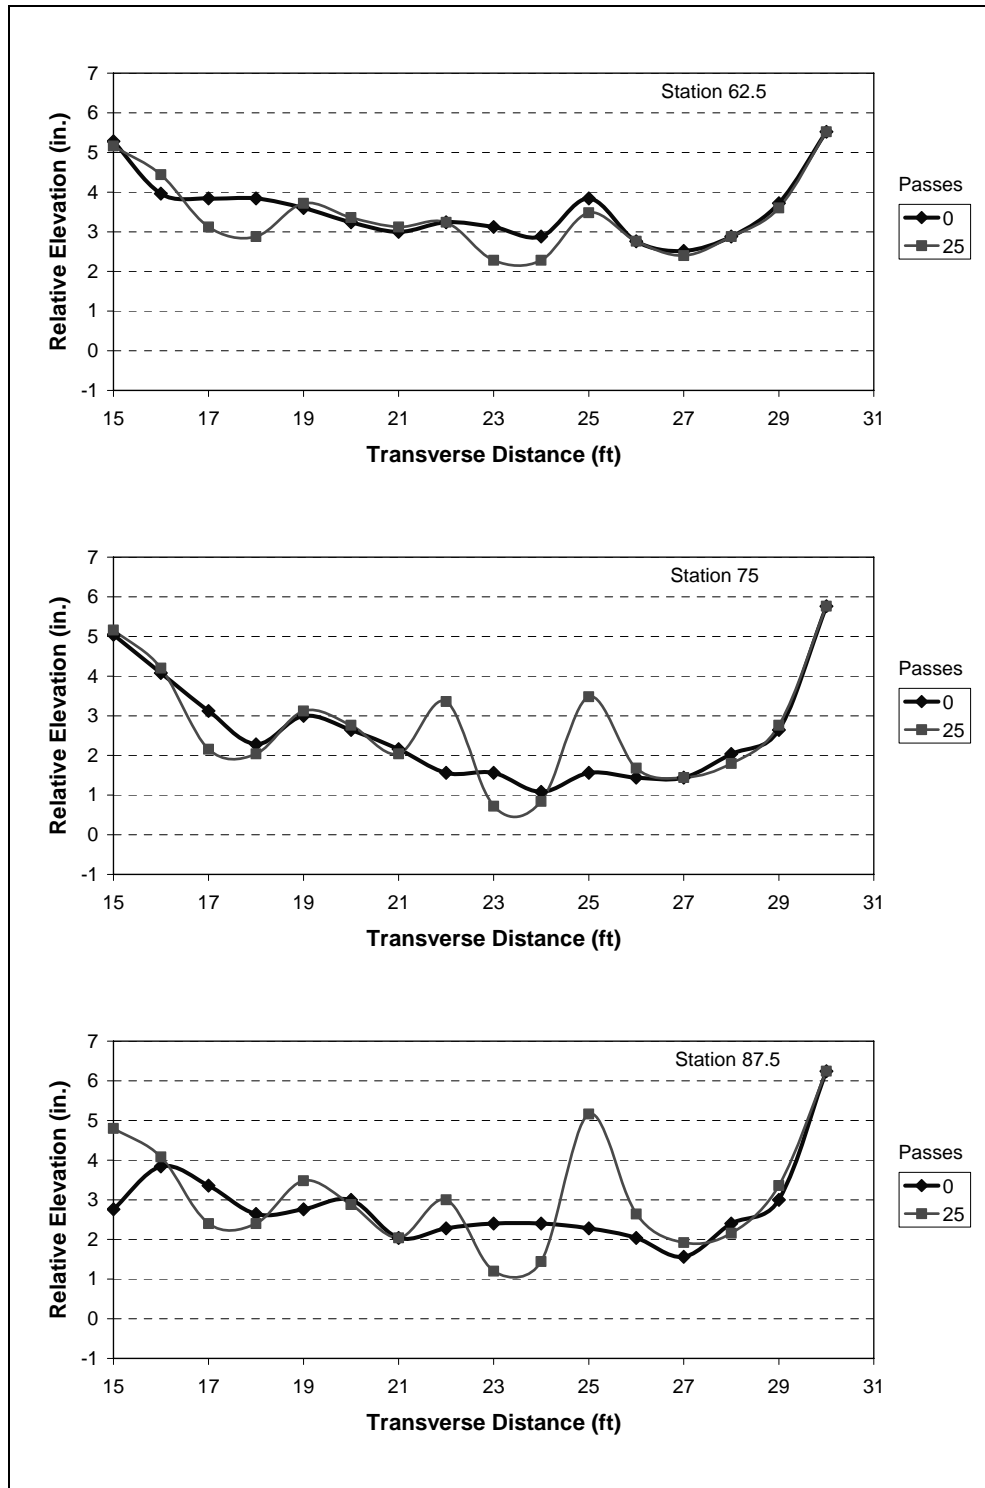 Station 62.5
7
6
5
4
3
2
1
0
-1
Relative Elevation (in.)
15 17 19 21 23 25 27 29 31
Transverse Distance (ft)
Passes
0
25
Station 75
7
6
5
4
3
2
1
0
-1
Relative Elevation (in.)
15 17 19 21 23 25 27 29 31
Transverse Distance (ft)
Passes
0
25
Station 87.5
7
6
5
4
3
2
1
0
-1
Relative Elevation (in.)
15 17 19 21 23 25 27 29 31
Transverse Distance (ft)
Passes
0
25